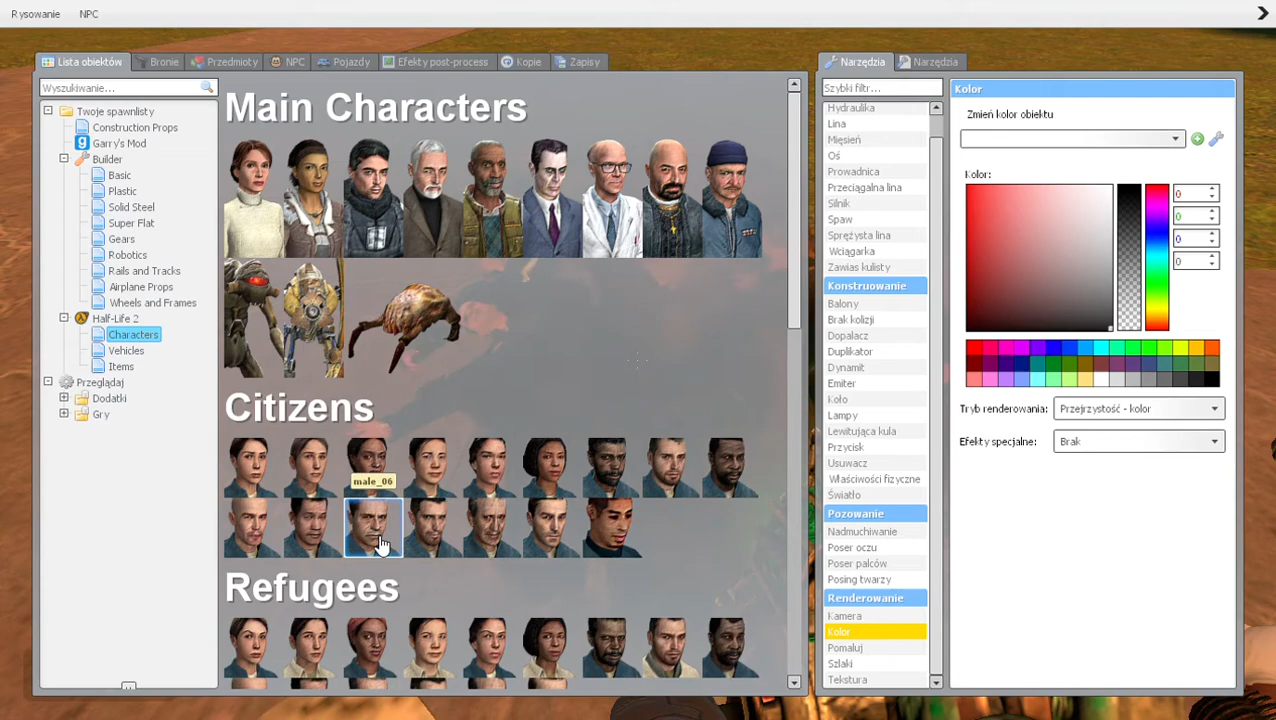 Rysowanie NPC
Lista obiektów Bronie Przedmioty NPC Pojazdy Efekty post-process Kopie Zapisy
Wyszukiwanie...
Twoje spawnlisty
Construction Props
Garry's Mod
Builder
Basic
Plastic
Super Flat
Super Steel
Gears
Robotics
Rails and Tracks
Airplane Props
Wheels and Frames
Half-Life 2
Characters
Vehicles
Items
Przeglądaj
Dodatki
Gry
Main Characters
Citizens
male_06
Refugees
Narzędzia Narzędzia
Szybki filtr...
Hydraulika
Lina
Mięsień
Oś
Prowadnica
Przeciągalna lina
Silnik
Spaw
Sprężysta lina
Wciągarka
Zawias kulisty
Konstruowanie
Balony
Brak kolizji
Dopalacz
Duplikator
Dynamit
Emiter
Koło
Lampy
Lewitująca kula
Przycisk
Usuwacz
Właściwości fizyczne
Światło
Pozowanie
Nadmuchiwanie
Poser oczu
Poser palców
Posing twarzy
Renderowanie
Kamera
Kolor
Pomaluj
Szlaki
Tekstura
Kolor
Zmień kolor obiektu
Kolor:
0
0
0
0
Tryb renderowania: Przejrzystość - kolor
Efekty specjalne: Brak